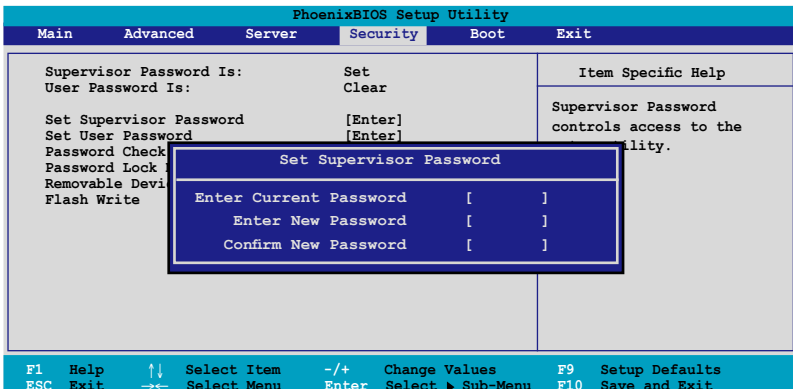 PhoenixBIOS Setup Utility
Main Advanced Server Security Boot Exit
Supervisor Password Is: Set
User Password Is: Clear
Set Supervisor Password [Enter]
Set User Password [Enter]
Password Check
Password Lock
Removable Devi
Flash Write
Item Specific Help
Supervisor Password
controls access to the
ility.
Set Supervisor Password
Enter Current Password [ ]
Enter New Password [ ]
Confirm New Password [ ]
F1 Help ↑↓ Select Item -/+ Change Values F9 Setup Defaults
ESC Exit →← Select Menu Enter Select ▶ Sub-Menu F10 Save and Exit